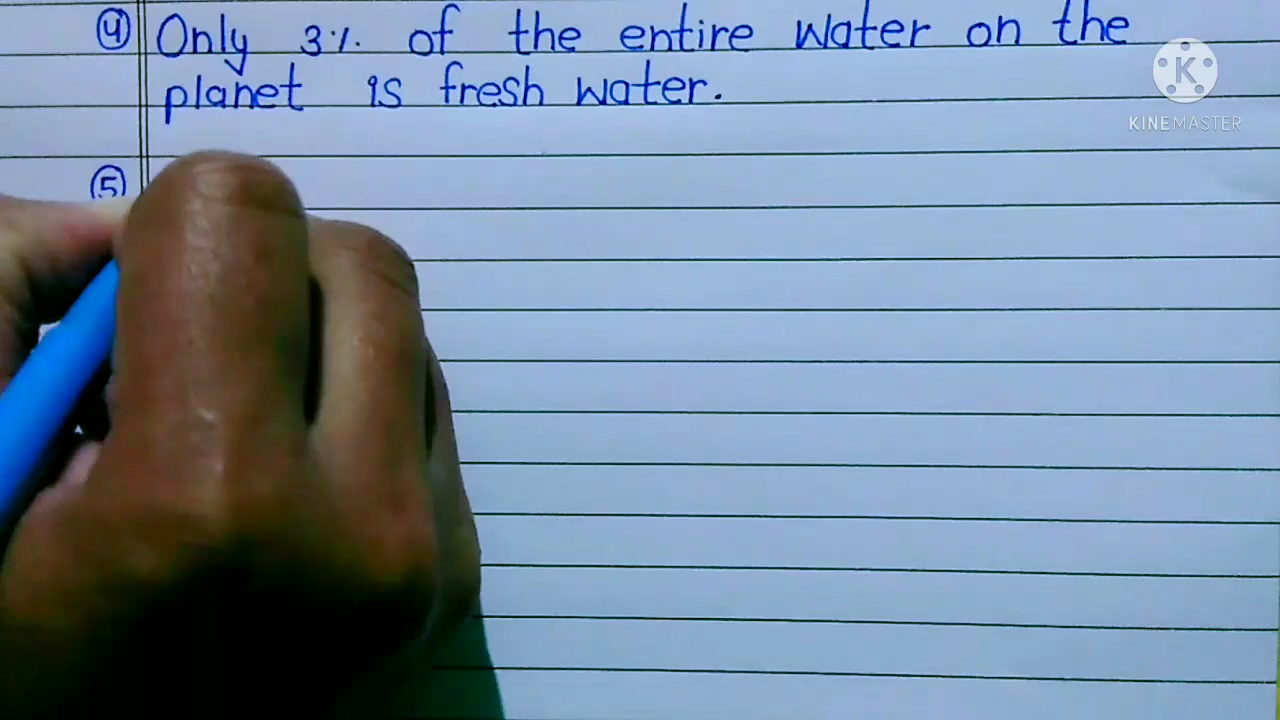 ④ Only 3% of the entire water on the
planet is fresh water.
⑤
K
KINEMASTER